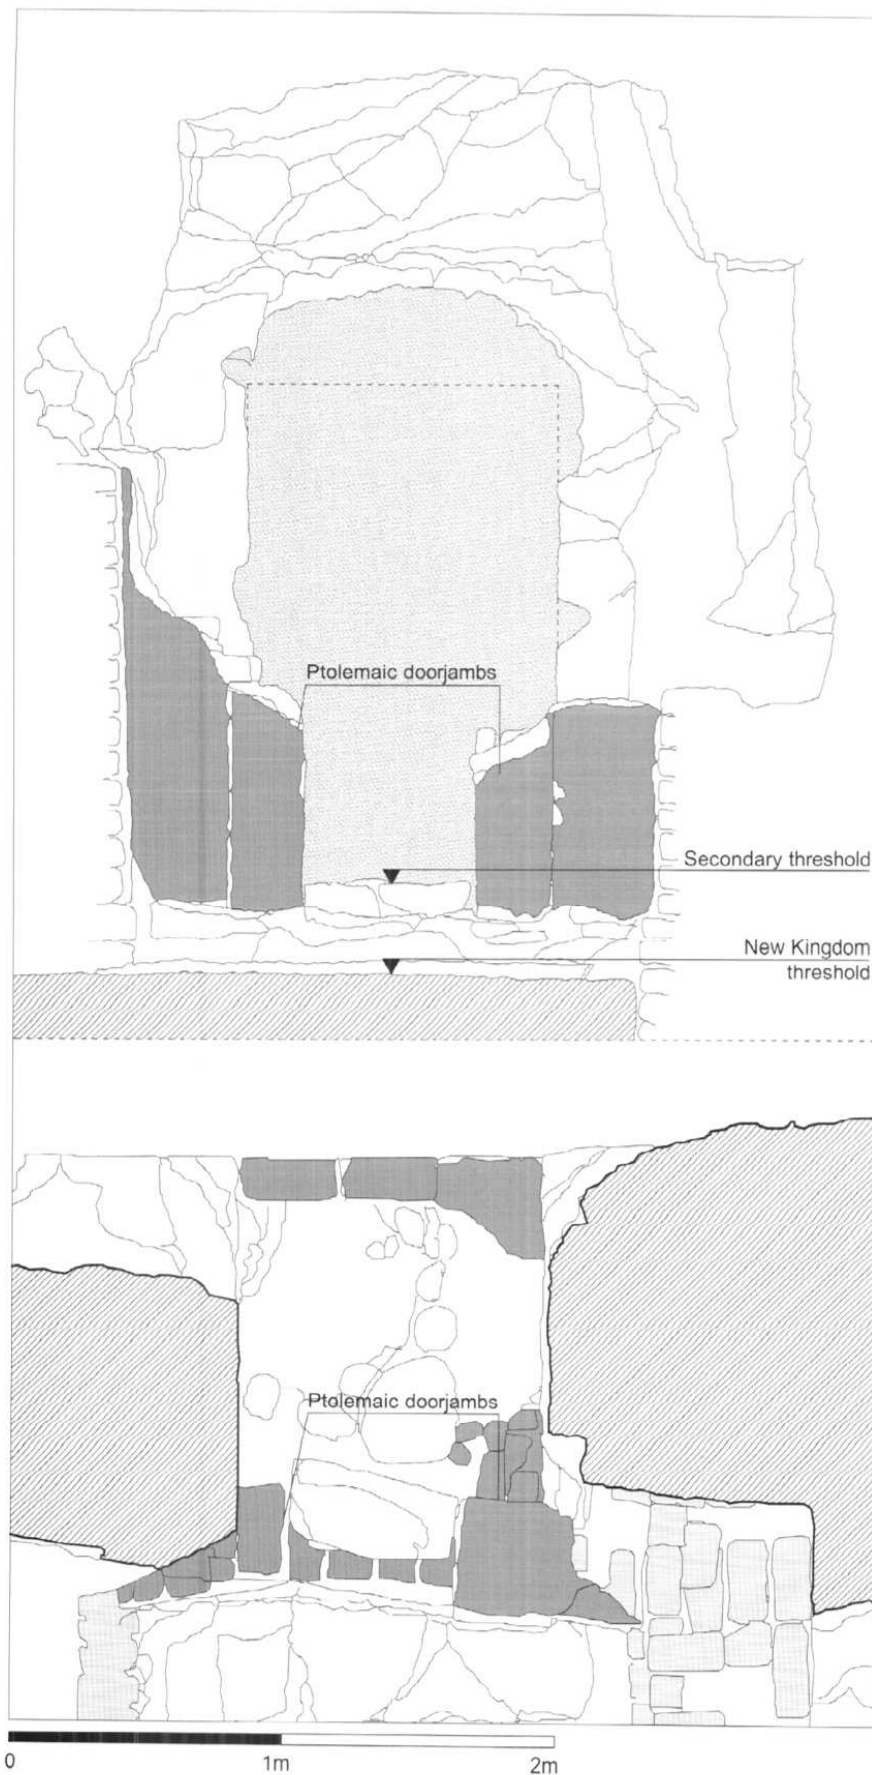 Ptolemaic doorjambs
Secondary threshold
New Kingdom
threshold
Ptolemaic doorjambs
0 1m 2m